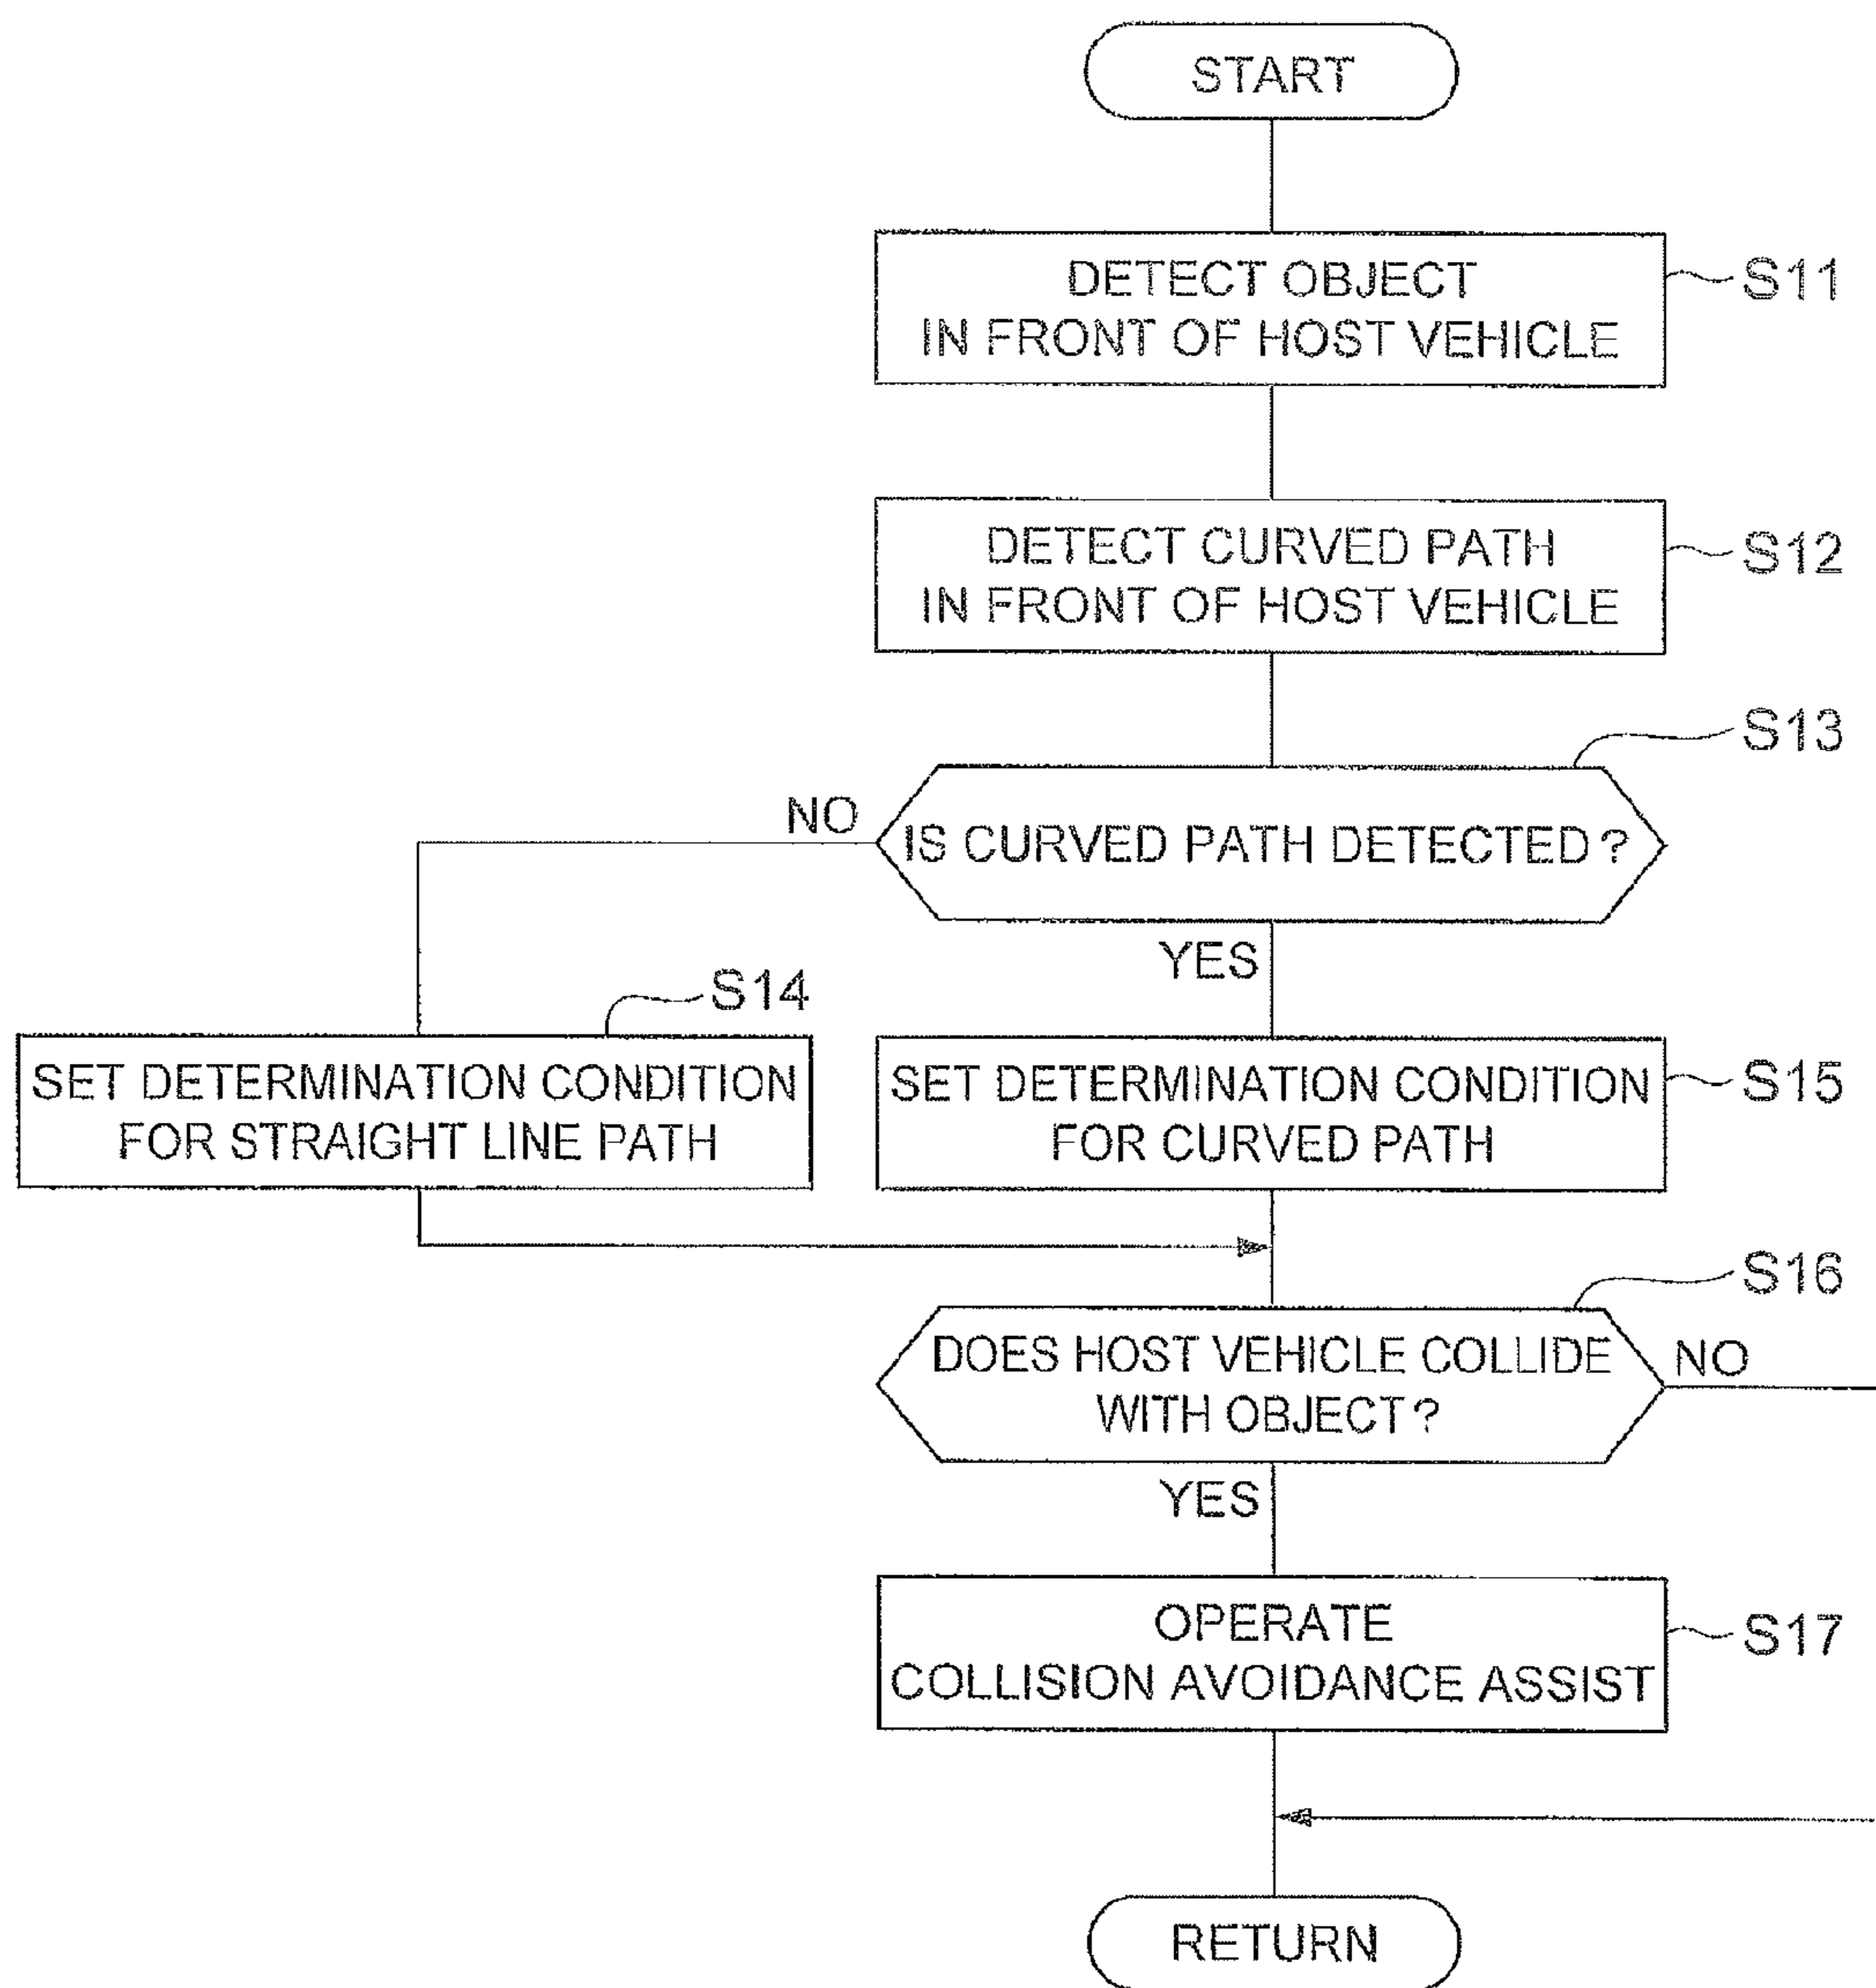 START
DETECT OBJECT
IN FRONT OF HOST VEHICLE
S11
DETECT CURVED PATH
IN FRONT OF HOST VEHICLE
S12
S13
NO
IS CURVED PATH DETECTED?
YES
S14
SET DETERMINATION CONDITION
FOR STRAIGHT LINE PATH
SET DETERMINATION CONDITION
FOR CURVED PATH
S15
S16
DOES HOST VEHICLE COLLIDE
WITH OBJECT?
NO
YES
OPERATE
COLLISION AVOIDANCE ASSIST
S17
RETURN